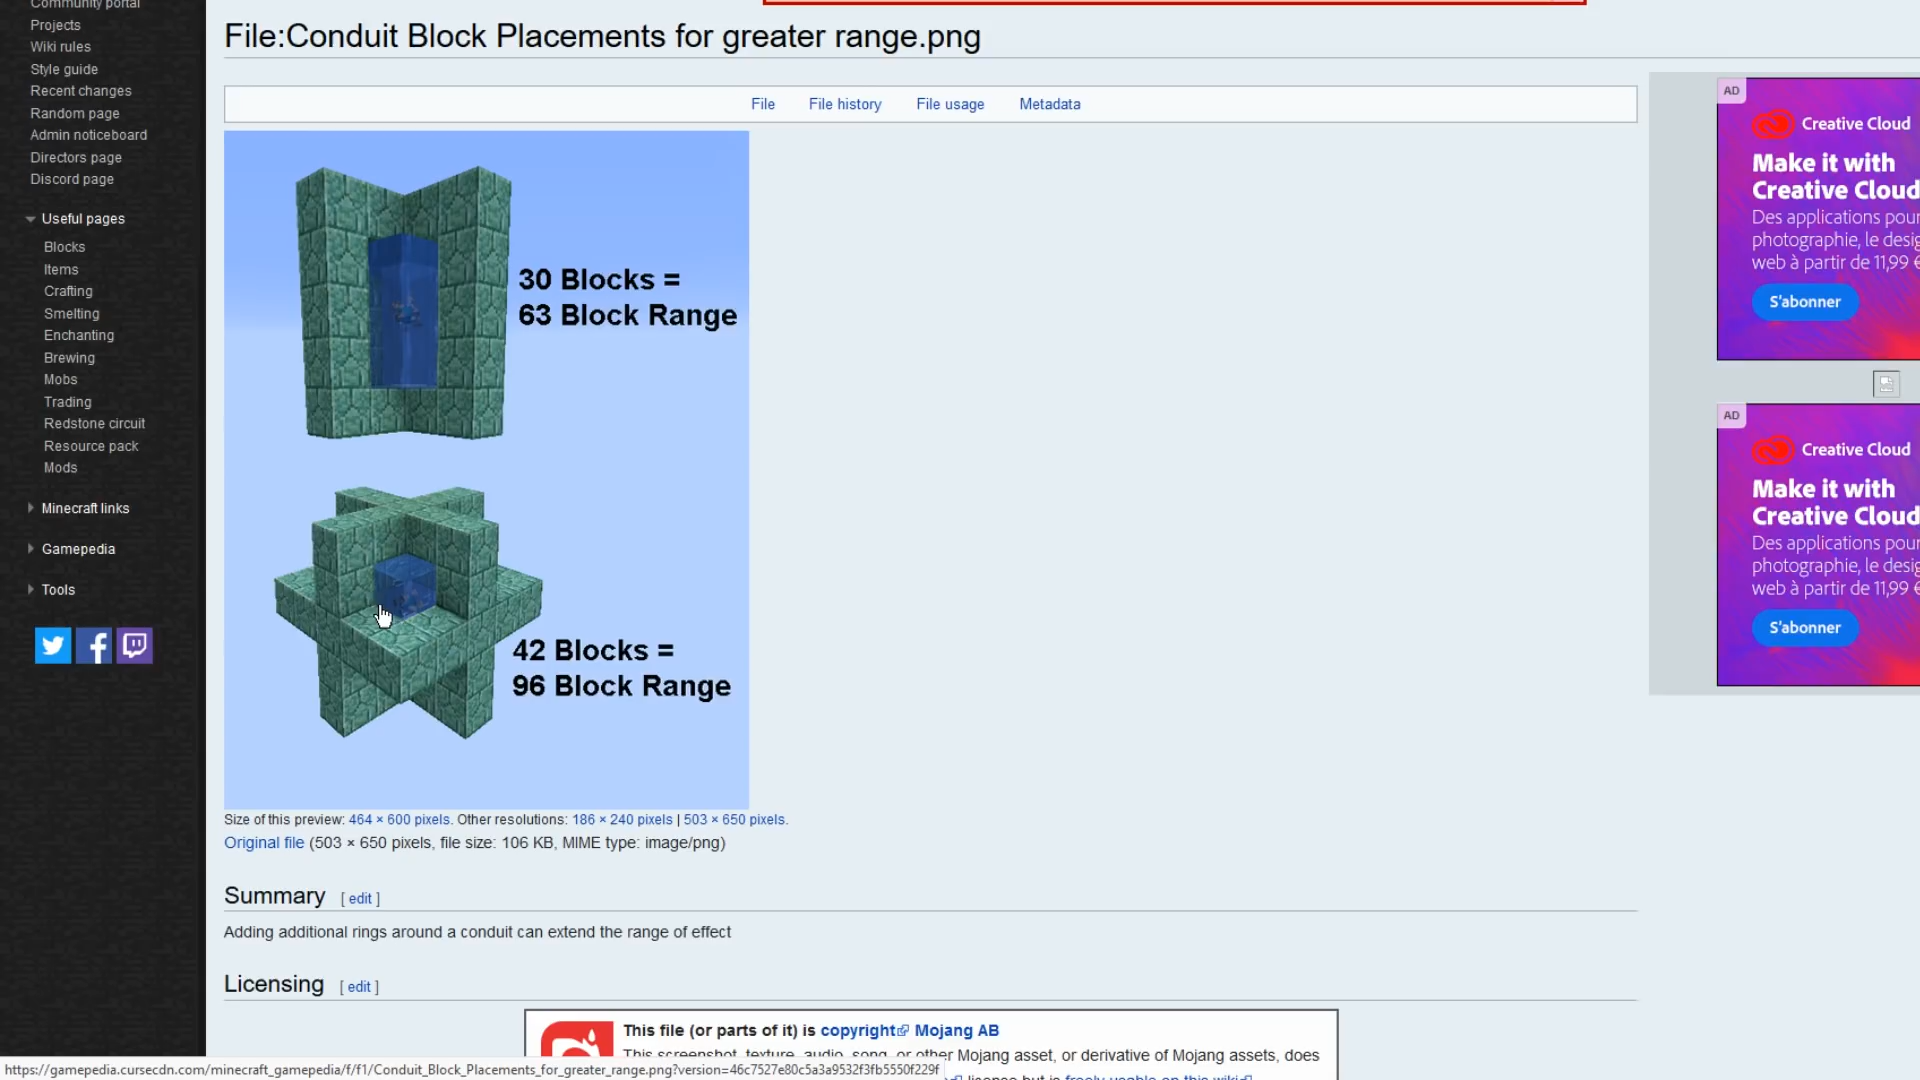 Community portal
Projects
Wiki rules
Style guide
Recent changes
Random page
Admin noticeboard
Directors page
Discord page
Useful pages
Blocks
Items
Crafting
Smelting
Enchanting
Brewing
Mobs
Trading
Redstone circuit
Resource pack
Mods
Minecraft links
Gamepedia
Tools
File:Conduit Block Placements for greater range.png
File File history File usage Metadata
30 Blocks =
63 Block Range
42 Blocks =
96 Block Range
Size of this preview: 464 × 600 pixels. Other resolutions: 186 × 240 pixels | 503 × 650 pixels.
Original file (503 × 650 pixels, file size: 106 KB, MIME type: image/png)
Summary [ edit ]
Adding additional rings around a conduit can extend the range of effect
Licensing [ edit ]
This file (or parts of it) is copyright Mojang AB
This screenshot, texture, audio, song, or other Mojang asset, or derivative of Mojang assets, does
license but is freely usable on this wiki
https://gamepedia.cursecdn.com/minecraft_gamepedia/f/f1/Conduit_Block_Placements_for_greater_range.png?version=46c7527e80c5a3a9532f3fb5550f229f
AD
Creative Cloud
Make it with
Creative Cloud
Des applications pour
photographie, le desig
web à partir de 11,99 €
S'abonner
AD
Creative Cloud
Make it with
Creative Cloud
Des applications pour
photographie, le desig
web à partir de 11,99 €
S'abonner